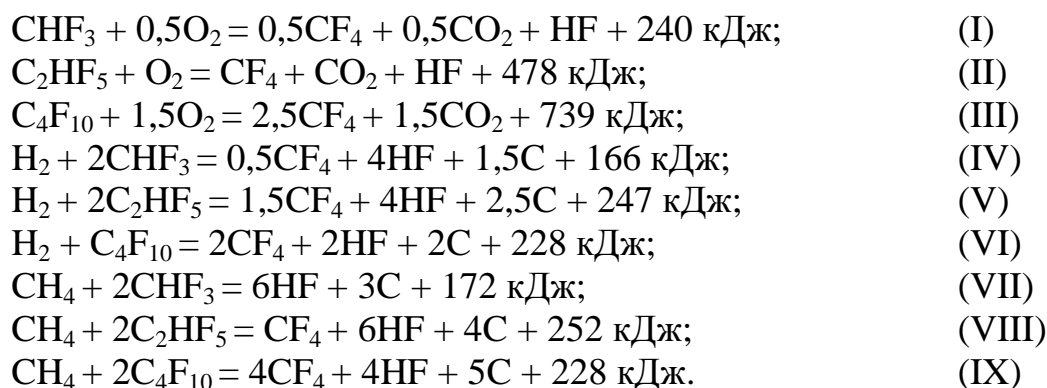 CHF₃ + 0,5O₂ = 0,5CF₄ + 0,5CO₂ + HF + 240 кДж; (I)
C₂HF₅ + O₂ = CF₄ + CO₂ + HF + 478 кДж; (II)
C₄F₁₀ + 1,5O₂ = 2,5CF₄ + 1,5CO₂ + 739 кДж; (III)
H₂ + 2CHF₃ = 0,5CF₄ + 4HF + 1,5C + 166 кДж; (IV)
H₂ + 2C₂HF₅ = 1,5CF₄ + 4HF + 2,5C + 247 кДж; (V)
H₂ + C₄F₁₀ = 2CF₄ + 2HF + 2C + 228 кДж; (VI)
CH₄ + 2CHF₃ = 6HF + 3C + 172 кДж; (VII)
CH₄ + 2C₂HF₅ = CF₄ + 6HF + 4C + 252 кДж; (VIII)
CH₄ + 2C₄F₁₀ = 4CF₄ + 4HF + 5C + 228 кДж. (IX)